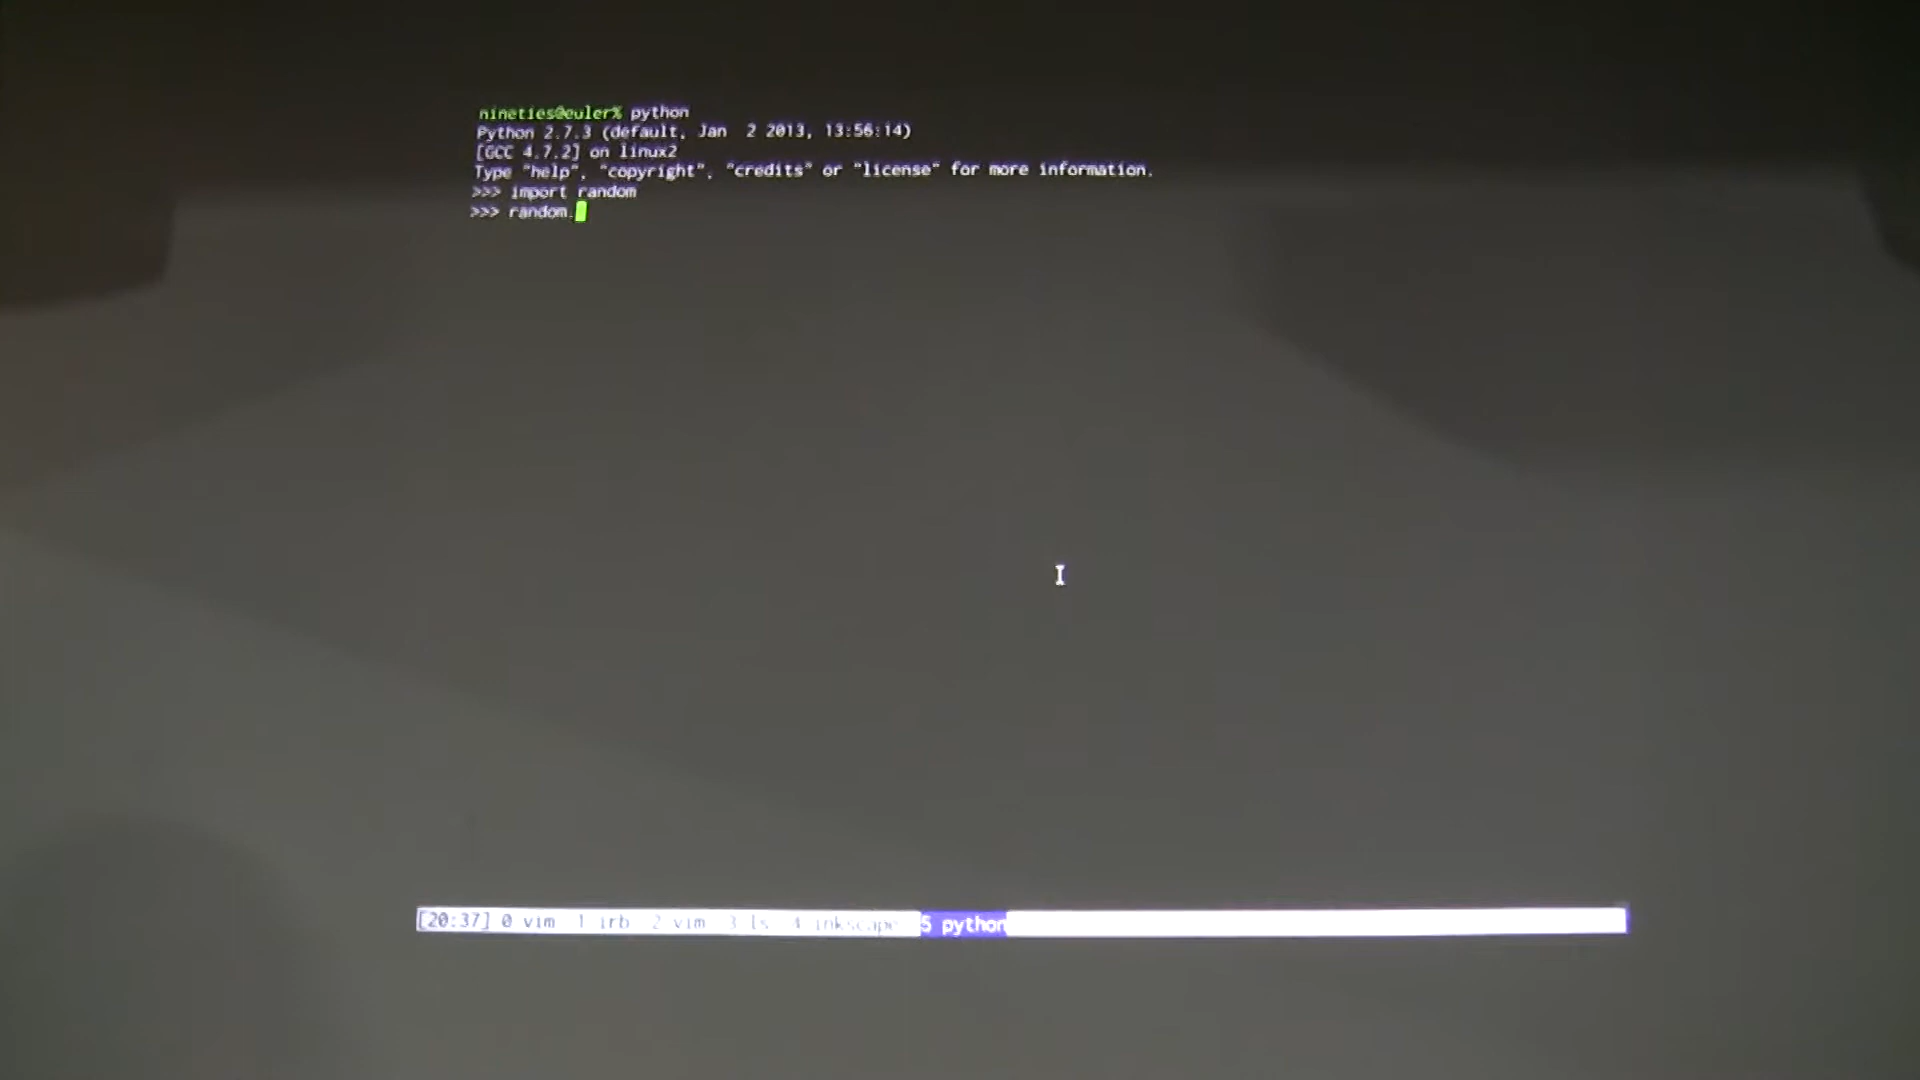 nineties@euler% python
Python 2.7.3 (default, Jan  2 2013, 13:56:14)
[GCC 4.7.2] on linux2
Type "help", "copyright", "credits" or "license" for more information.
>>> import random
>>> random.
[20:37] 0 vim  1 irb  2 vim  3 ls  4 inkscape  5 python